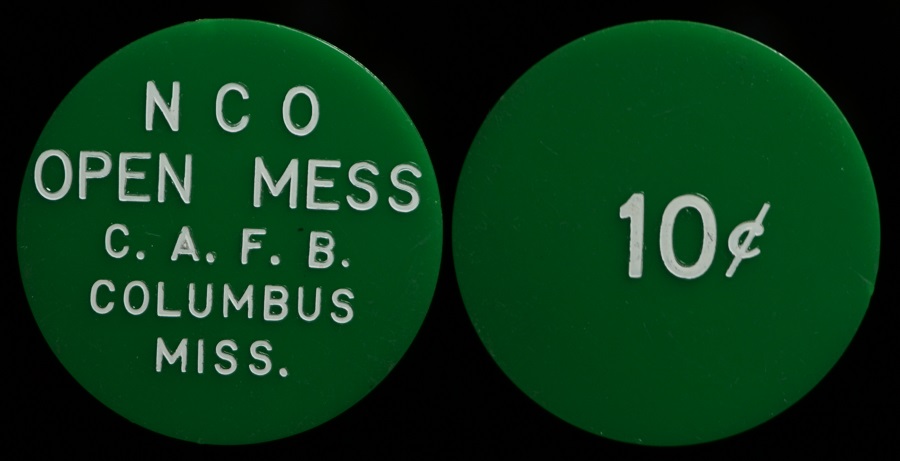 N C O
OPEN MESS
C. A. F. B.
COLUMBUS
MISS.
10¢